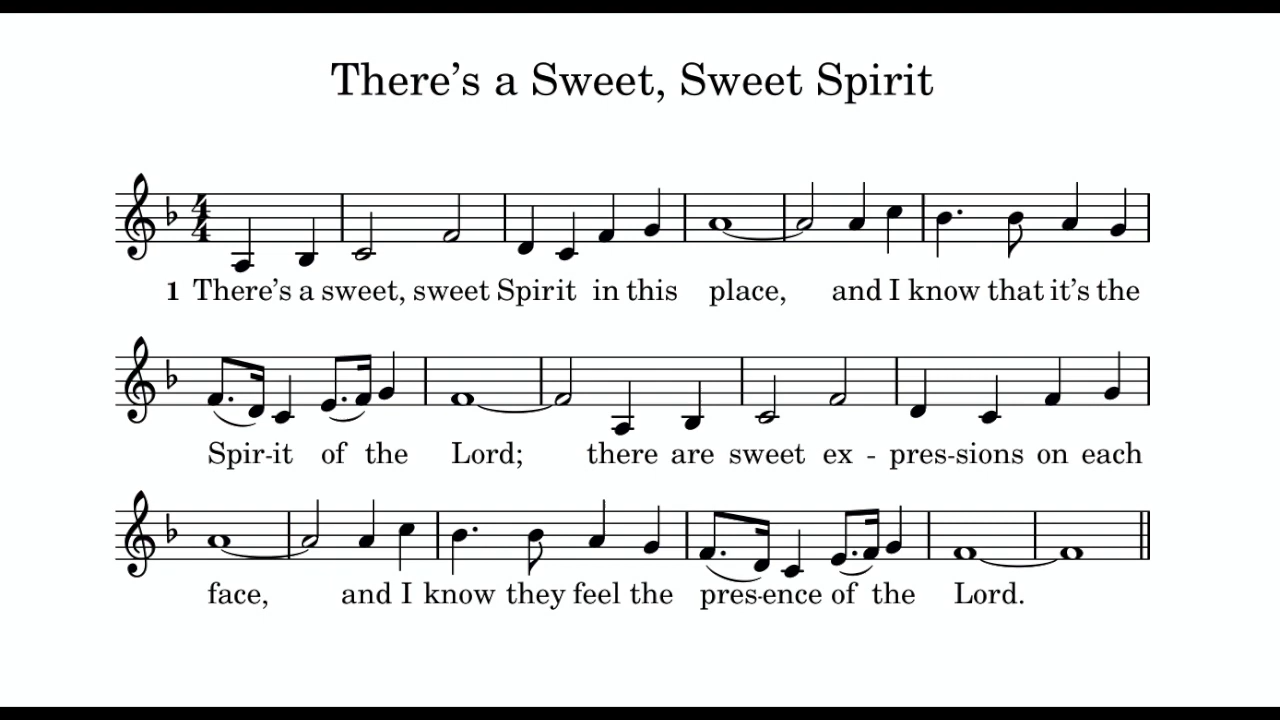 There's a Sweet, Sweet Spirit
1 There's a sweet, sweet Spirit in this place, and I know that it's the
Spir-it of the Lord; there are sweet ex - pres-sions on each
face, and I know they feel the pres-ence of the Lord.